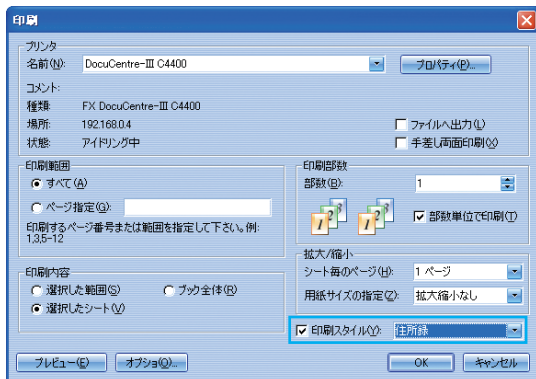 印刷
プリンタ
名前(N): DocuCentre-III C4400 プロパティ(P)...
コメント:
種類: FX DocuCentre-III C4400
場所: 192.168.0.4 ファイルへ出力(L)
状態: アイドリング中 手差し両面印刷(X)
印刷範囲
すべて(A)
ページ指定(G):
印刷するページ番号または範囲を指定して下さい。例:
1,3,5-12
印刷部数
部数(B): 1
1 2 3 1 2 3 部数単位で印刷(T)
印刷内容
選択した範囲(S) ブック全体(R)
選択したシート(V)
拡大/縮小
シート毎のページ(H): 1 ページ
用紙サイズの指定(Z): 拡大縮小なし
印刷スタイル(Y): 住所録
プレビュー(E) オプショ(O)... OK キャンセル